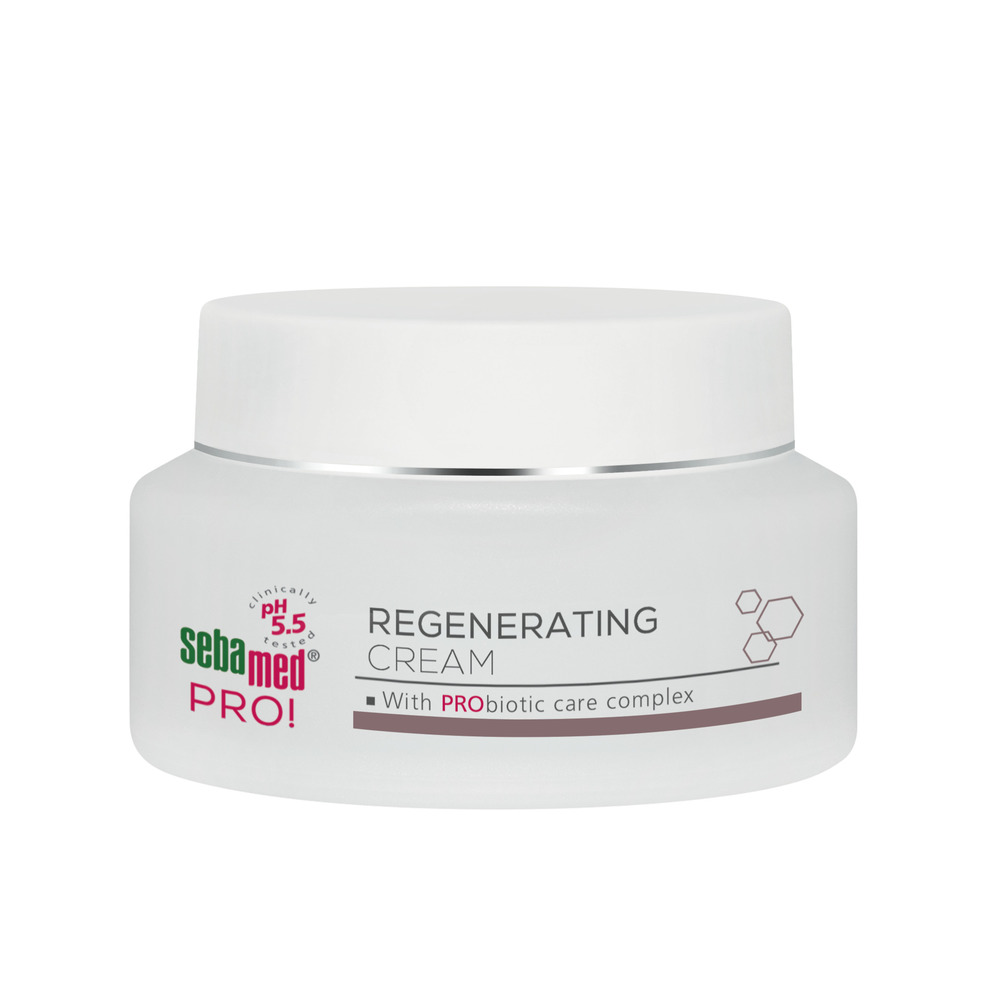 clinically
pH
5.5
tested
sebamed®
PRO!
REGENERATING
CREAM
▪ With PRObiotic care complex